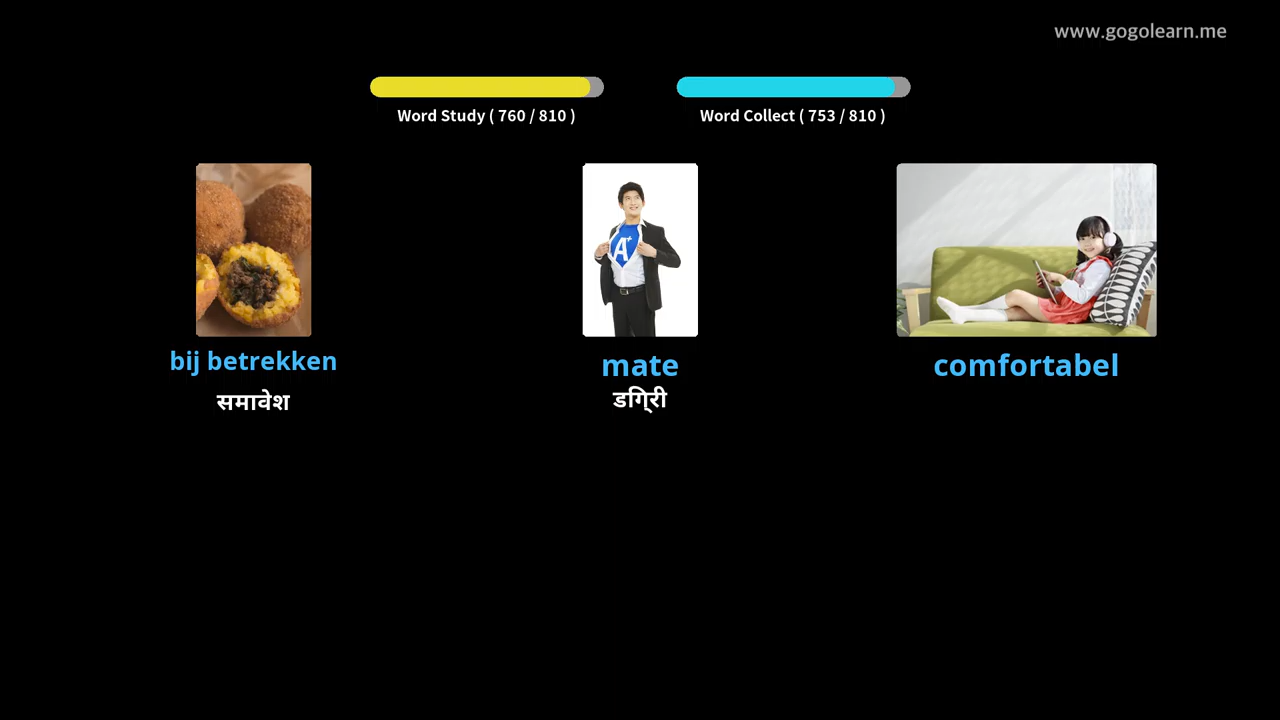 www.gogolearn.me
Word Study ( 760 / 810 )
Word Collect ( 753 / 810 )
A+
bij betrekken
mate
comfortabel
समावेश
डिग्री